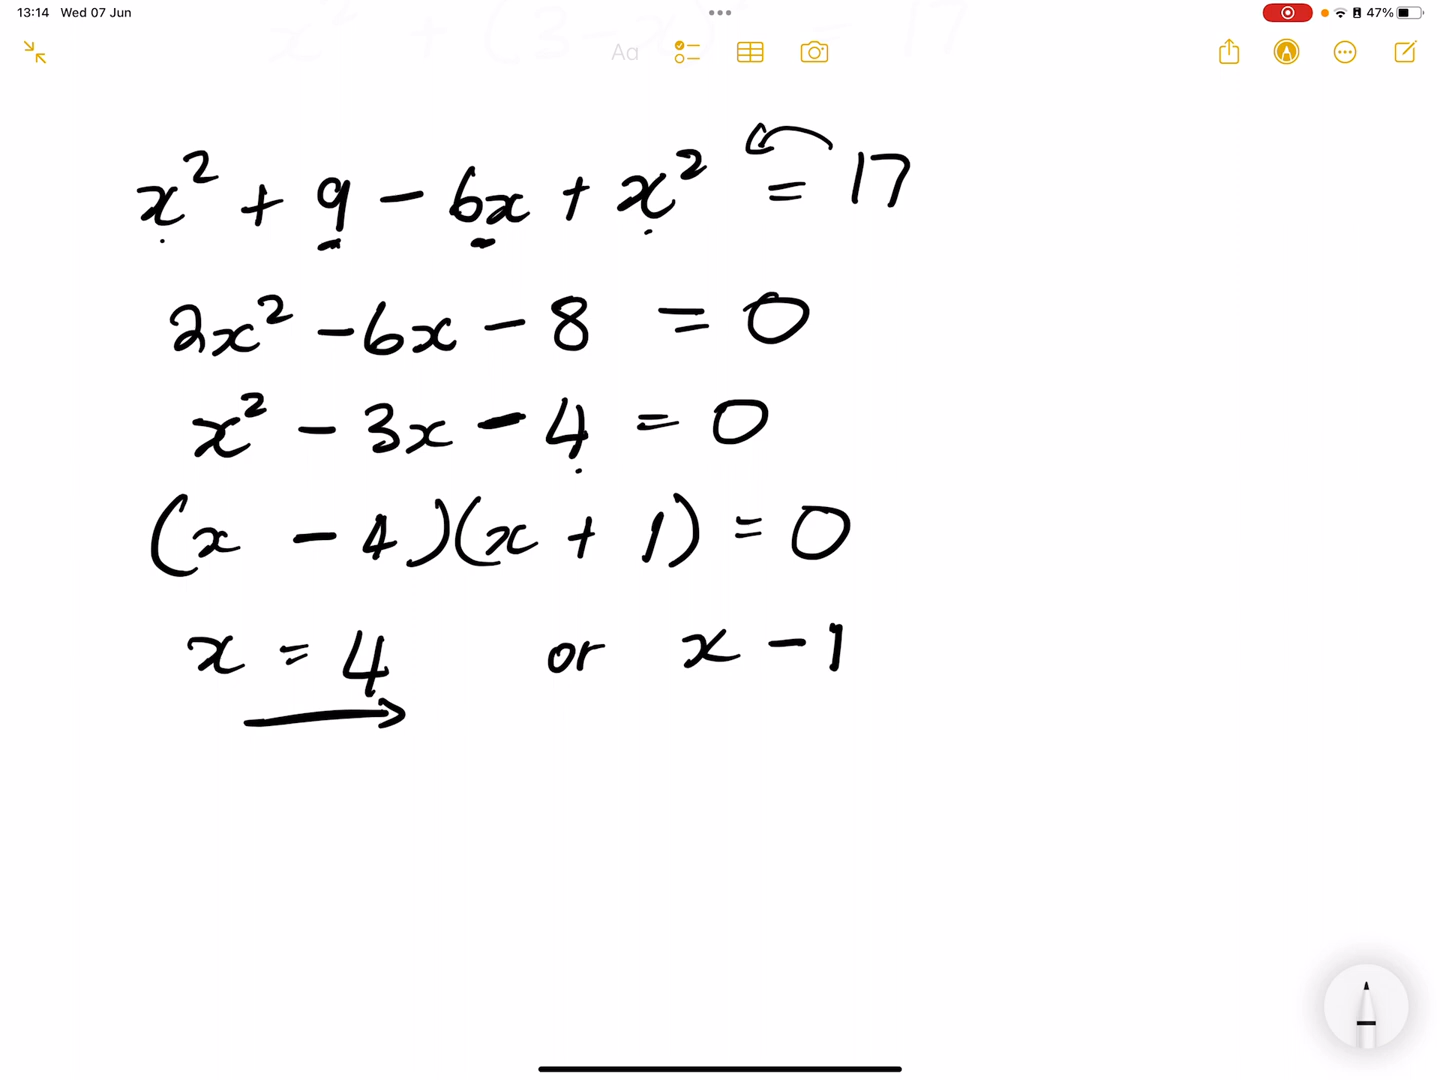 13:14 Wed 07 Jun 47%
Aa
x² + 9 - 6x + x² = 17
2x² - 6x - 8 = 0
x² - 3x - 4 = 0
(x - 4)(x + 1) = 0
x = 4 or x - 1